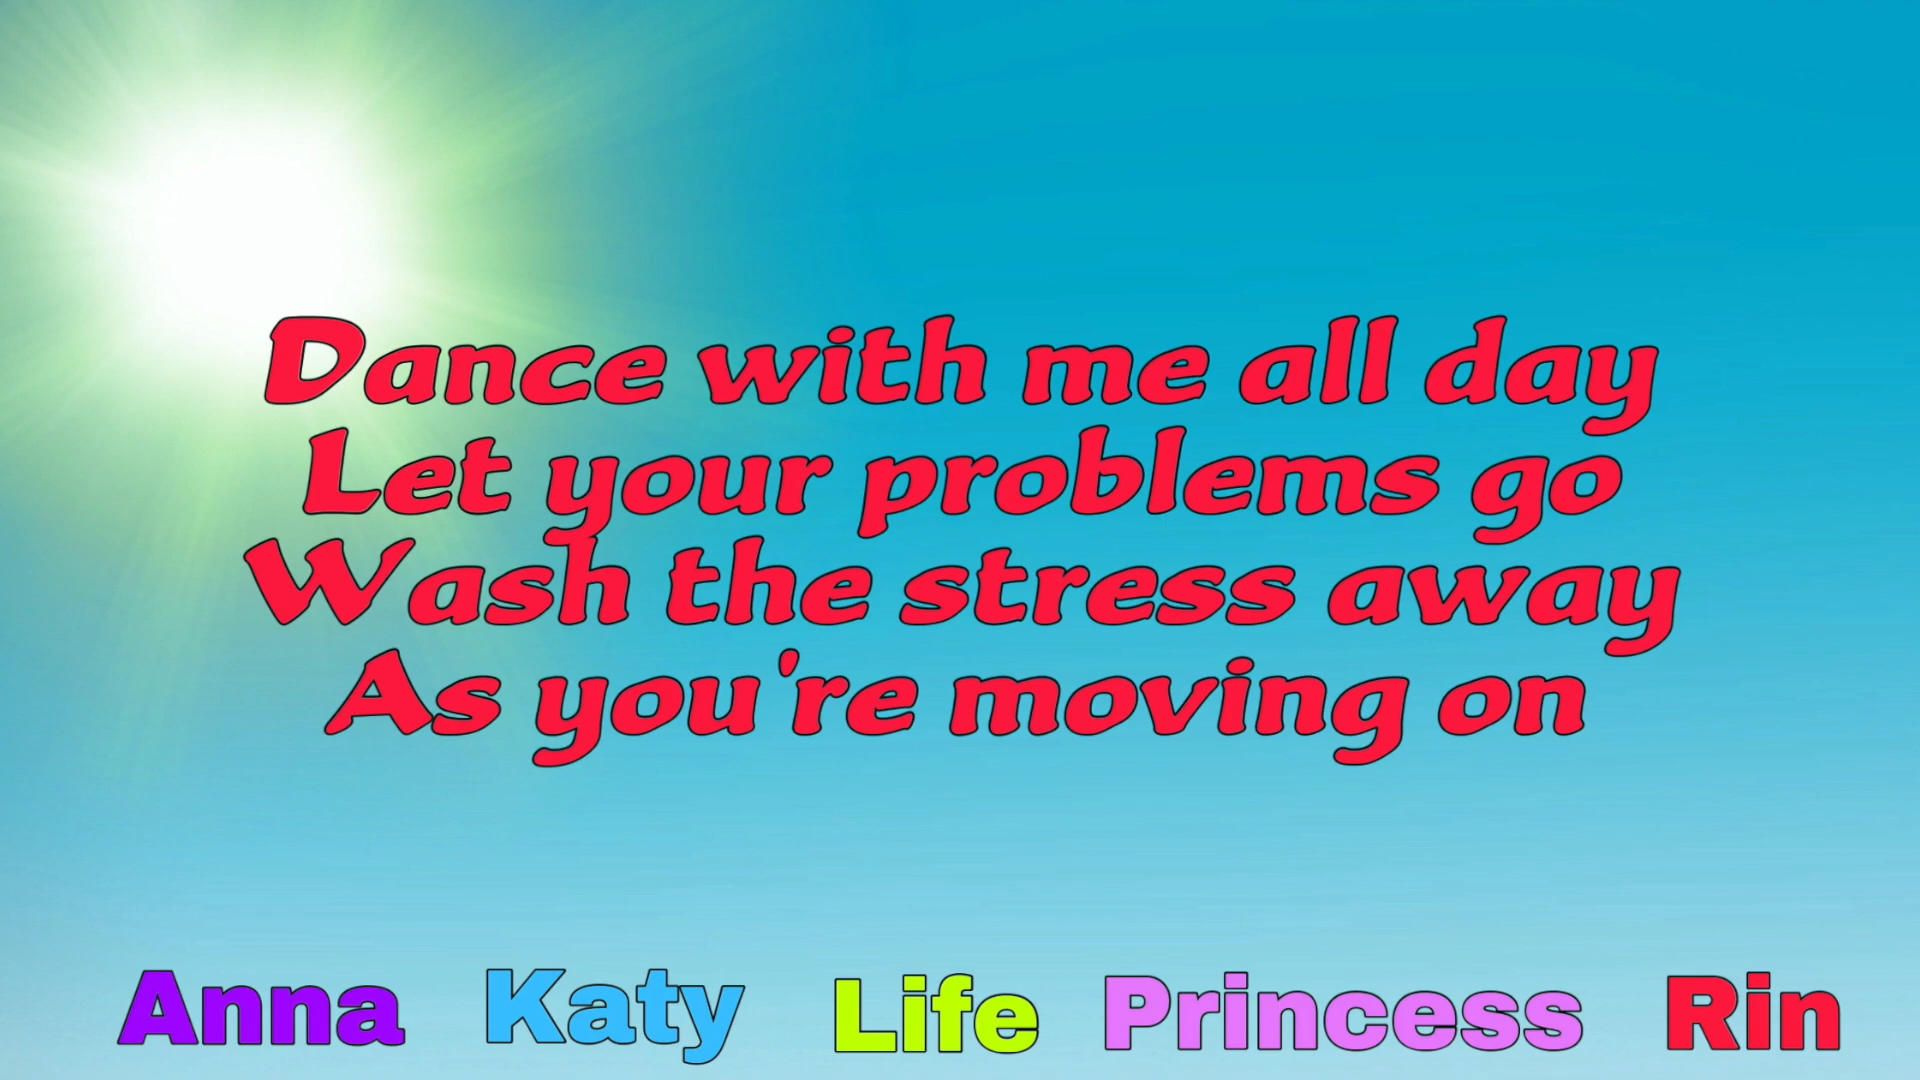 Dance with me all day
Let your problems go
Wash the stress away
As you're moving on
Anna Katy Life Princess Rin